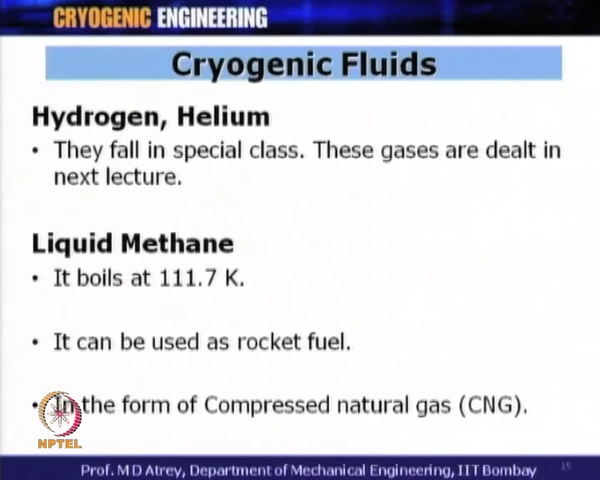 CRYOGENIC ENGINEERING
Cryogenic Fluids
Hydrogen, Helium
• They fall in special class. These gases are dealt in
next lecture.
Liquid Methane
• It boils at 111.7 K.
• It can be used as rocket fuel.
• In the form of Compressed natural gas (CNG).
NPTEL
Prof. M D Atrey, Department of Mechanical Engineering, IIT Bombay
15